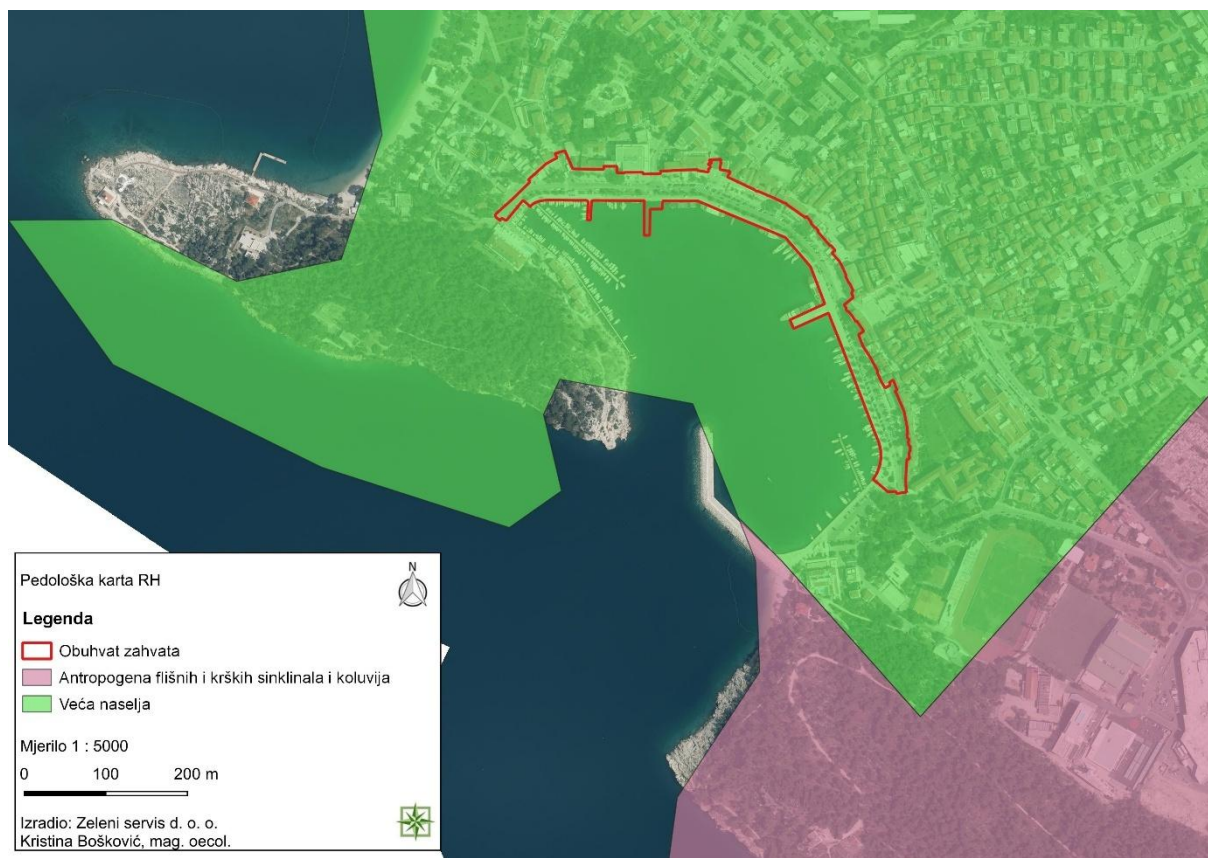 Pedološka karta RH
N
Legenda
Obuhvat zahvata
Antropogena flišnih i krških sinklinala i koluvija
Veća naselja
Mjerilo 1 : 5000
0 100 200 m
Izradio: Zeleni servis d. o. o.
Kristina Bošković, mag. oecol.